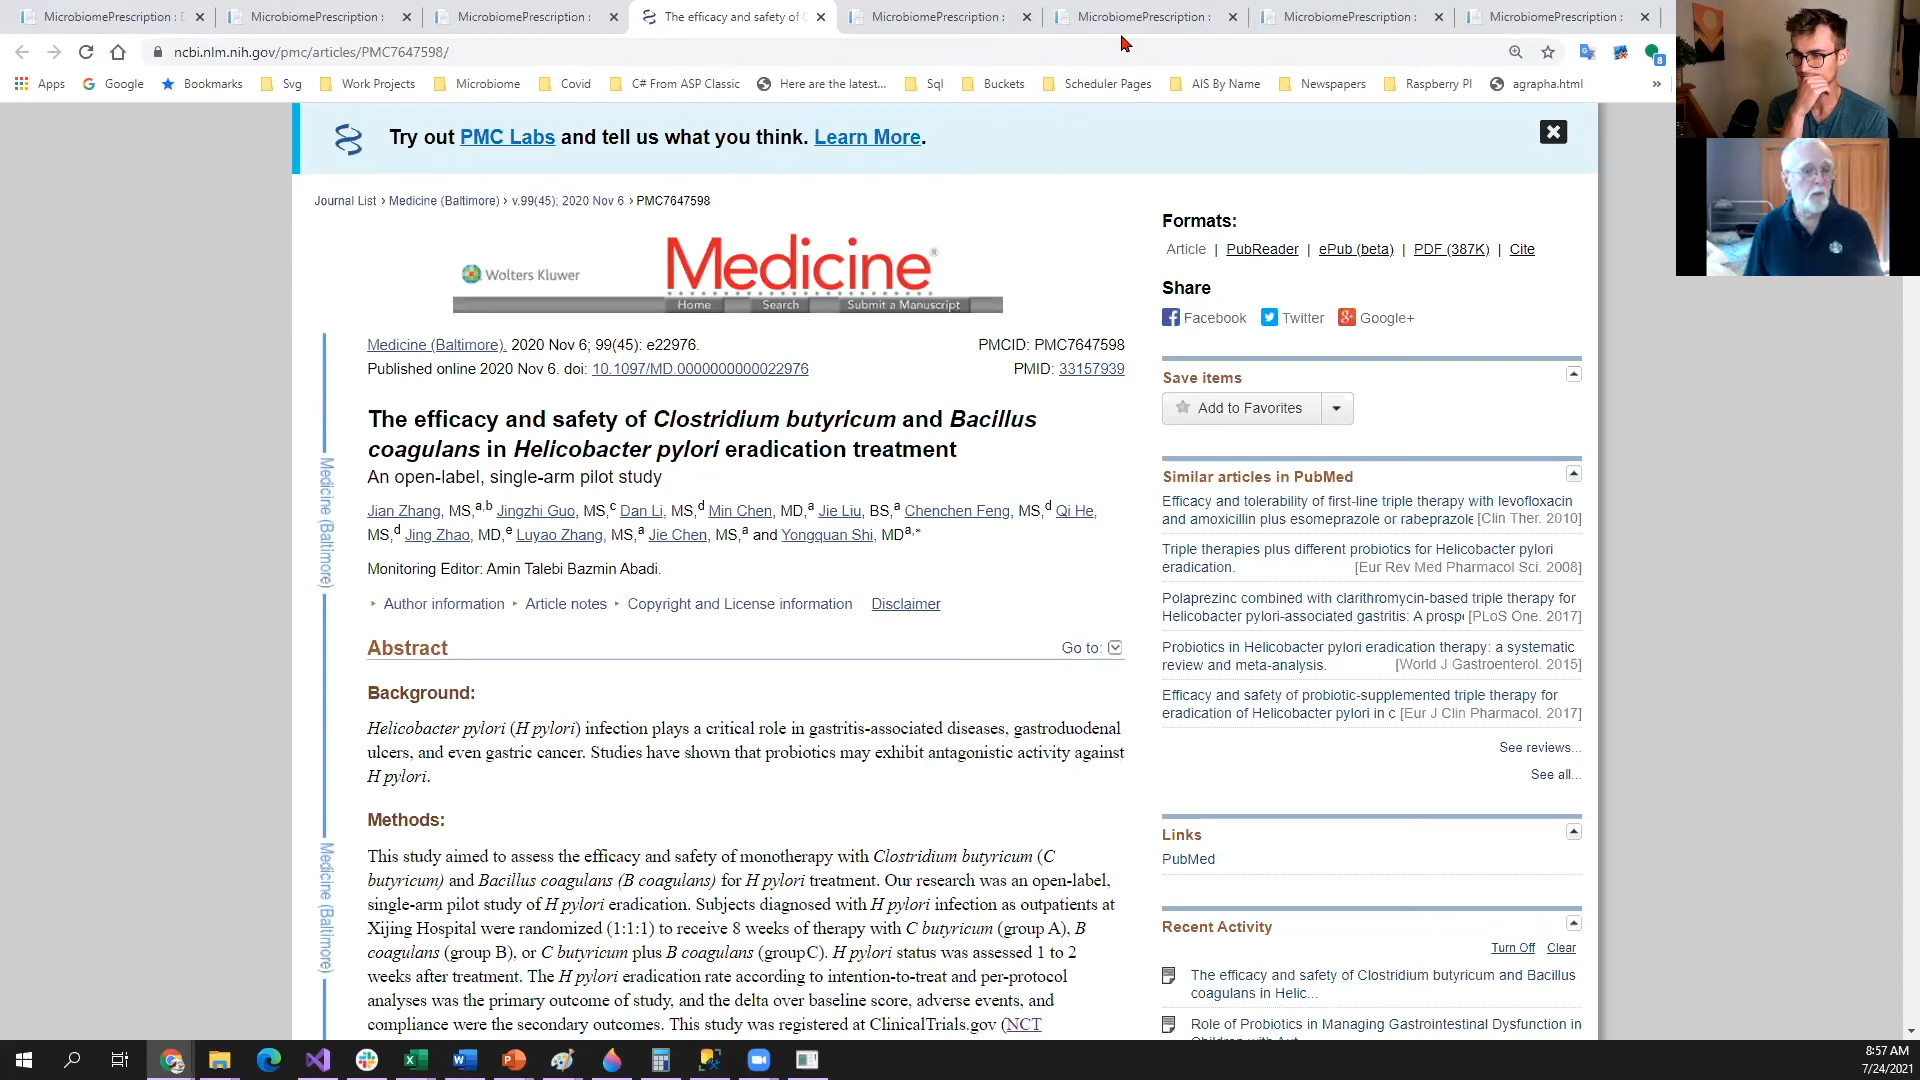 MicrobiomePrescription : D
MicrobiomePrescription :
MicrobiomePrescription :
The efficacy and safety of C
MicrobiomePrescription :
MicrobiomePrescription :
MicrobiomePrescription :
MicrobiomePrescription :
ncbi.nlm.nih.gov/pmc/articles/PMC7647598/
8
Apps
Google
Bookmarks
Svg
Work Projects
Microbiome
Covid
C# From ASP Classic
Here are the latest...
Sql
Buckets
Scheduler Pages
AIS By Name
Newspapers
Raspberry PI
agrapha.html
»
Try out PMC Labs and tell us what you think. Learn More.
Journal List › Medicine (Baltimore) › v.99(45); 2020 Nov 6 › PMC7647598
Wolters Kluwer
Medicine®
Home
Search
Submit a Manuscript
Medicine (Baltimore)
Medicine (Baltimore)
Medicine (Baltimore). 2020 Nov 6; 99(45): e22976.
PMCID: PMC7647598
Published online 2020 Nov 6. doi: 10.1097/MD.0000000000022976
PMID: 33157939
The efficacy and safety of Clostridium butyricum and Bacillus
coagulans in Helicobacter pylori eradication treatment
An open-label, single-arm pilot study
Jian Zhang, MS,a,b Jingzhi Guo, MS,c Dan Li, MS,d Min Chen, MD,a Jie Liu, BS,a Chenchen Feng, MS,d Qi He,
MS,d Jing Zhao, MD,e Luyao Zhang, MS,a Jie Chen, MS,a and Yongquan Shi, MDa,*
Monitoring Editor: Amin Talebi Bazmin Abadi.
Author information
Article notes
Copyright and License information
Disclaimer
Abstract
Go to:
Background:
Helicobacter pylori (H pylori) infection plays a critical role in gastritis-associated diseases, gastroduodenal
ulcers, and even gastric cancer. Studies have shown that probiotics may exhibit antagonistic activity against
H pylori.
Methods:
This study aimed to assess the efficacy and safety of monotherapy with Clostridium butyricum (C
butyricum) and Bacillus coagulans (B coagulans) for H pylori treatment. Our research was an open-label,
single-arm pilot study of H pylori eradication. Subjects diagnosed with H pylori infection as outpatients at
Xijing Hospital were randomized (1:1:1) to receive 8 weeks of therapy with C butyricum (group A), B
coagulans (group B), or C butyricum plus B coagulans (groupC). H pylori status was assessed 1 to 2
weeks after treatment. The H pylori eradication rate according to intention-to-treat and per-protocol
analyses was the primary outcome of study, and the delta over baseline score, adverse events, and
compliance were the secondary outcomes. This study was registered at ClinicalTrials.gov (NCT
Formats:
Article | PubReader | ePub (beta) | PDF (387K) | Cite
Share
Facebook
Twitter
Google+
Save items
Add to Favorites
Similar articles in PubMed
Efficacy and tolerability of first-line triple therapy with levofloxacin
and amoxicillin plus esomeprazole or rabeprazole [Clin Ther. 2010]
Triple therapies plus different probiotics for Helicobacter pylori
eradication. [Eur Rev Med Pharmacol Sci. 2008]
Polaprezinc combined with clarithromycin-based triple therapy for
Helicobacter pylori-associated gastritis: A prospe [PLoS One. 2017]
Probiotics in Helicobacter pylori eradication therapy: a systematic
review and meta-analysis. [World J Gastroenterol. 2015]
Efficacy and safety of probiotic-supplemented triple therapy for
eradication of Helicobacter pylori in c [Eur J Clin Pharmacol. 2017]
See reviews...
See all...
Links
PubMed
Recent Activity
Turn Off
Clear
The efficacy and safety of Clostridium butyricum and Bacillus
coagulans in Helic...
Role of Probiotics in Managing Gastrointestinal Dysfunction in
8:57 AM
7/24/2021